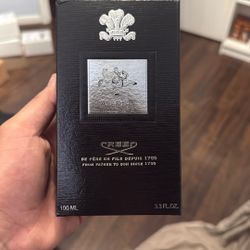 CREED
DE PÈRE EN FILS DEPUIS 1760
FROM FATHER TO SON SINCE 1760
100 ML
3.3 FL.OZ.